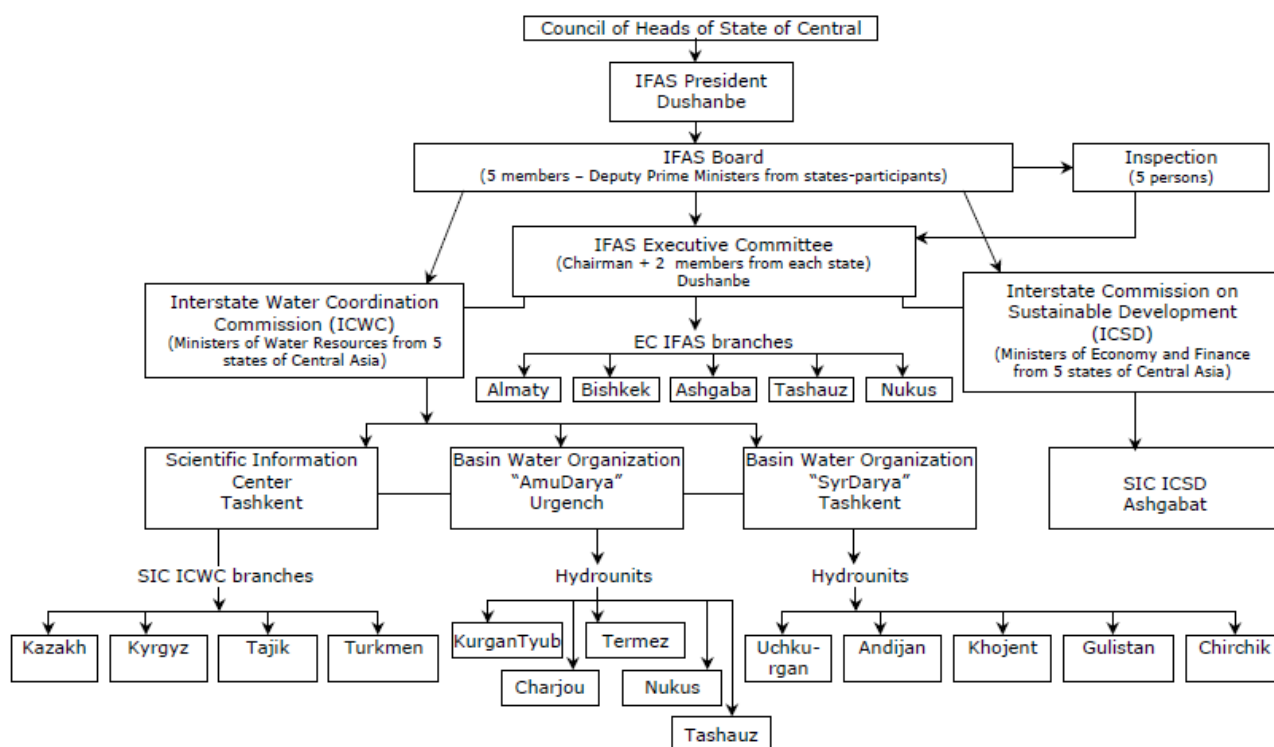 Council of Heads of State of Central
IFAS President
Dushanbe
IFAS Board
(5 members – Deputy Prime Ministers from states-participants)
Inspection
(5 persons)
IFAS Executive Committee
(Chairman + 2 members from each state)
Dushanbe
Interstate Water Coordination
Commission (ICWC)
(Ministers of Water Resources from 5
states of Central Asia)
Interstate Commission on
Sustainable Development
(ICSD)
(Ministers of Economy and Finance
from 5 states of Central Asia)
EC IFAS branches
Almaty
Bishkek
Ashgaba
Tashauz
Nukus
Scientific Information
Center
Tashkent
Basin Water Organization
“AmuDarya”
Urgench
Basin Water Organization
“SyrDarya”
Tashkent
SIC ICSD
Ashgabat
SIC ICWC branches
Hydrounits
Hydrounits
Kazakh
Kyrgyz
Tajik
Turkmen
KurganTyub
Termez
Charjou
Nukus
Tashauz
Uchku-
rgan
Andijan
Khojent
Gulistan
Chirchik